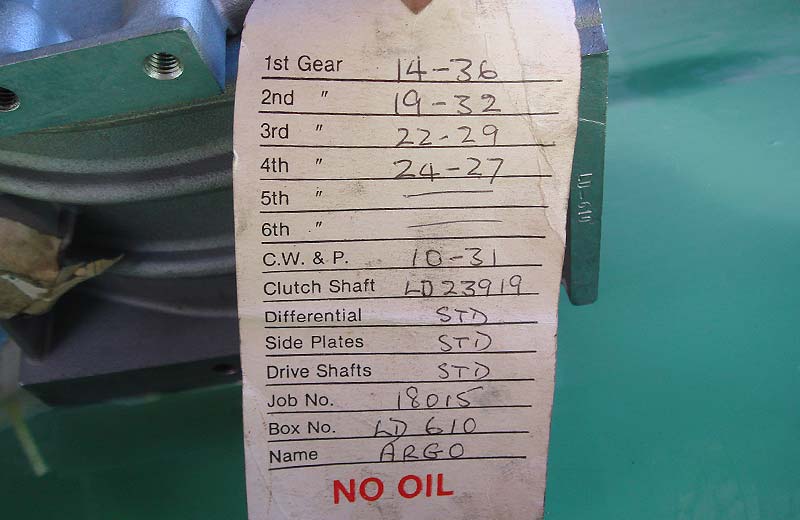 1st Gear 14-36
2nd " 19-32
3rd " 22-29
4th " 24-27
5th " —
6th " —
C.W. & P. 10-31
Clutch Shaft LD23919
Differential STD
Side Plates STD
Drive Shafts STD
Job No. 18015
Box No. LD 610
Name ARGO
NO OIL